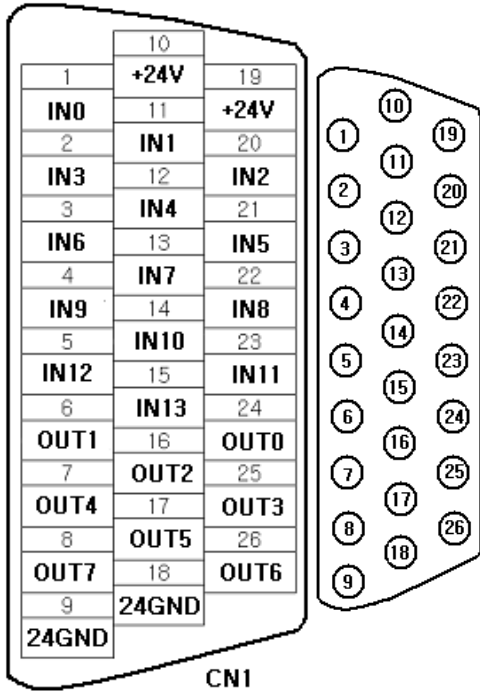 10
1 +24V 19
IN0 11 +24V
2 IN1 20
IN3 12 IN2
3 IN4 21
IN6 13 IN5
4 IN7 22
IN9 14 IN8
5 IN10 23
IN12 15 IN11
6 IN13 24
OUT1 16 OUT0
7 OUT2 25
OUT4 17 OUT3
8 OUT5 26
OUT7 18 OUT6
9 24GND
24GND
CN1
10
1 19
11
2 20
12
3 21
13
4 22
14
5 23
15
6 24
16
7 25
17
8 26
18
9